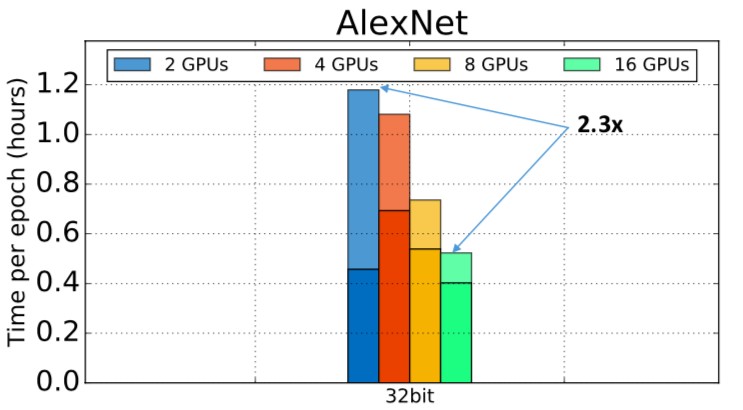 AlexNet
2 GPUs 4 GPUs 8 GPUs 16 GPUs
Time per epoch (hours)
1.2
1.0
0.8
0.6
0.4
0.2
0.0
2.3x
32bit